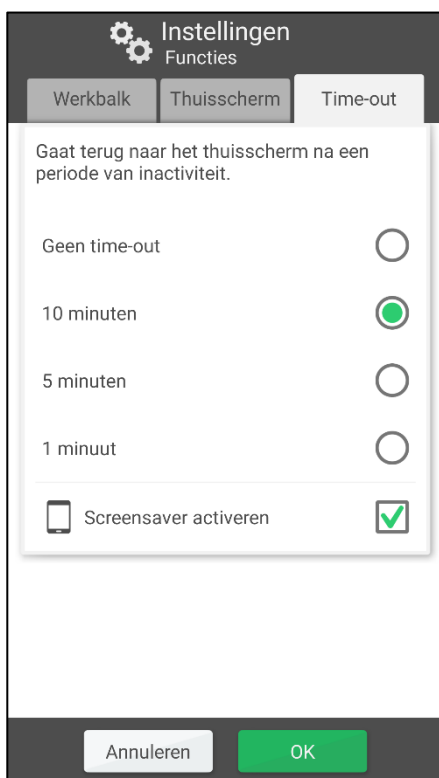 Instellingen
Functies
Werkbalk Thuisscherm Time-out
Gaat terug naar het thuisscherm na een
periode van inactiviteit.
Geen time-out
10 minuten
5 minuten
1 minuut
Screensaver activeren
Annuleren OK